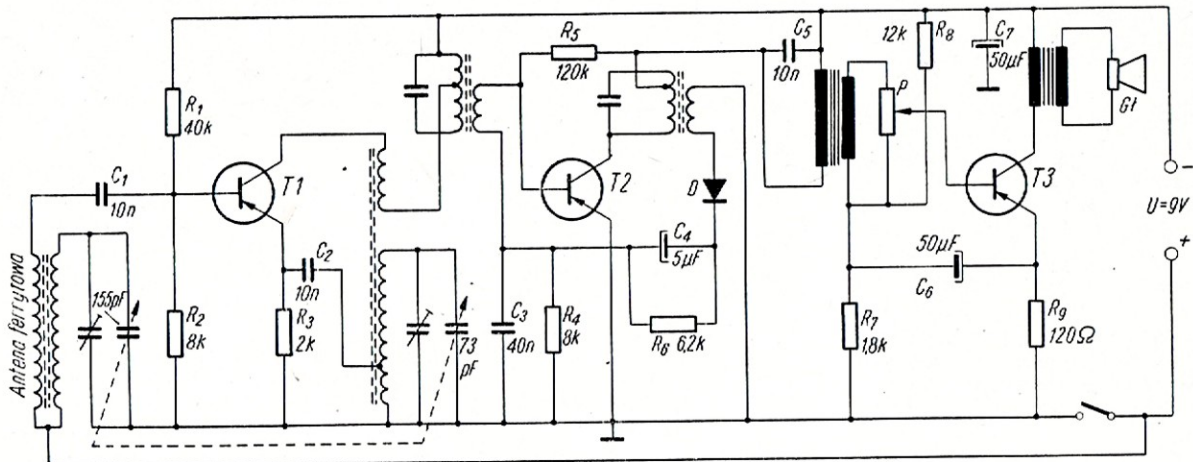 R1
40k
C1
10n
Antena ferrytowa
155pF
R2
8k
T1
C2
10n
R3
2k
73
pF
C3
40n
R5
120k
T2
D
C4
5μF
R4
8k
R6 6,2k
C5
10n
12k
R8
P
C7
50μF
Gł
T3
U=9V
−
+
50μF
C6
R7
1,8k
R9
120Ω